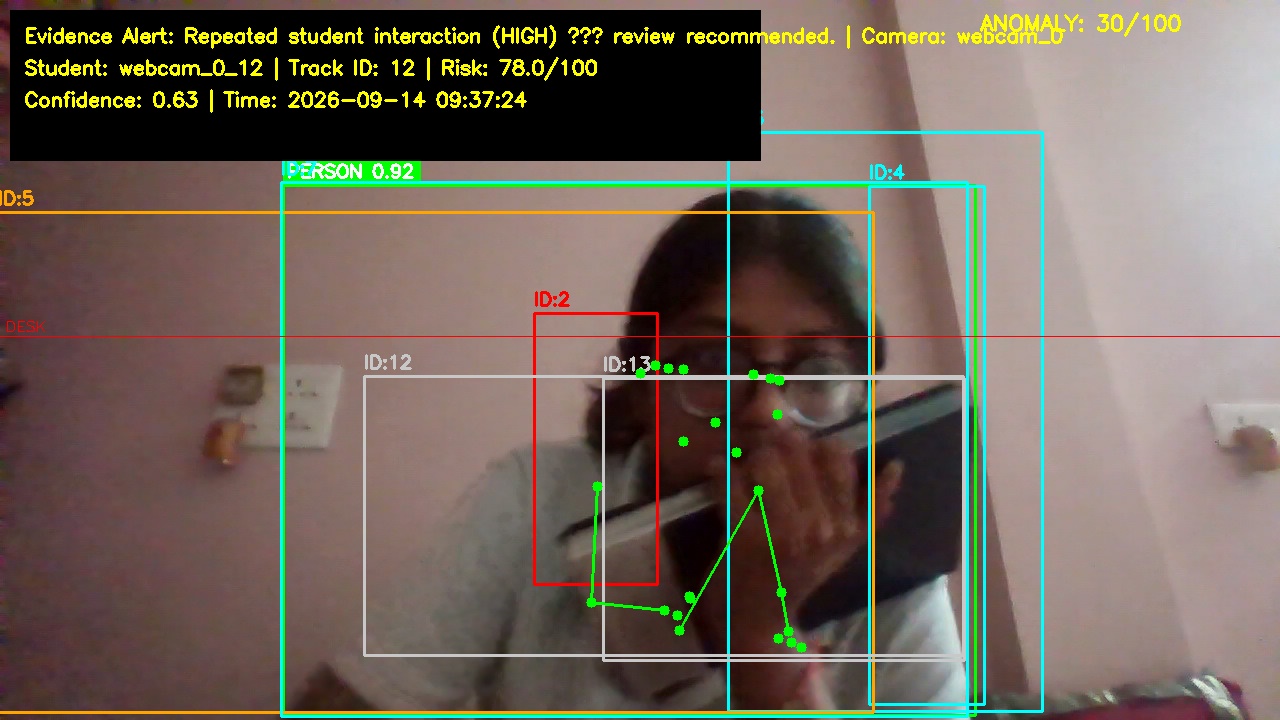 ANOMALY: 30/100
Evidence Alert: Repeated student interaction (HIGH) ??? review recommended. | Camera: webcam_0
Student: webcam_0_12 | Track ID: 12 | Risk: 78.0/100
Confidence: 0.63 | Time: 2026-09-14 09:37:24
PERSON 0.92
ID:4
ID:5
ID:2
DESK
ID:12
ID:13